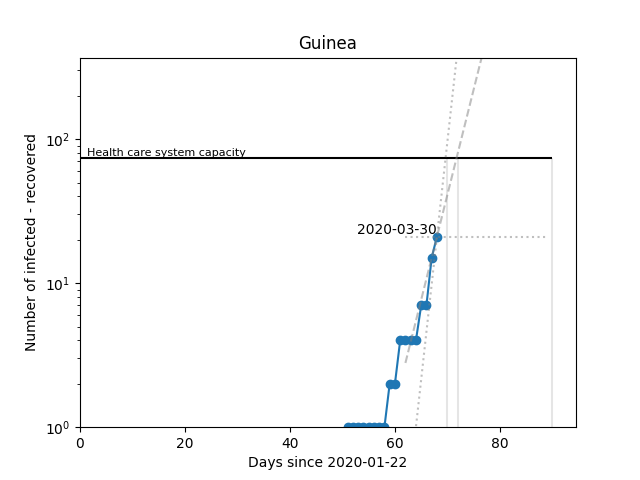 Guinea
Number of infected - recovered
10²
10¹
10⁰
Health care system capacity
2020-03-30
0 20 40 60 80
Days since 2020-01-22